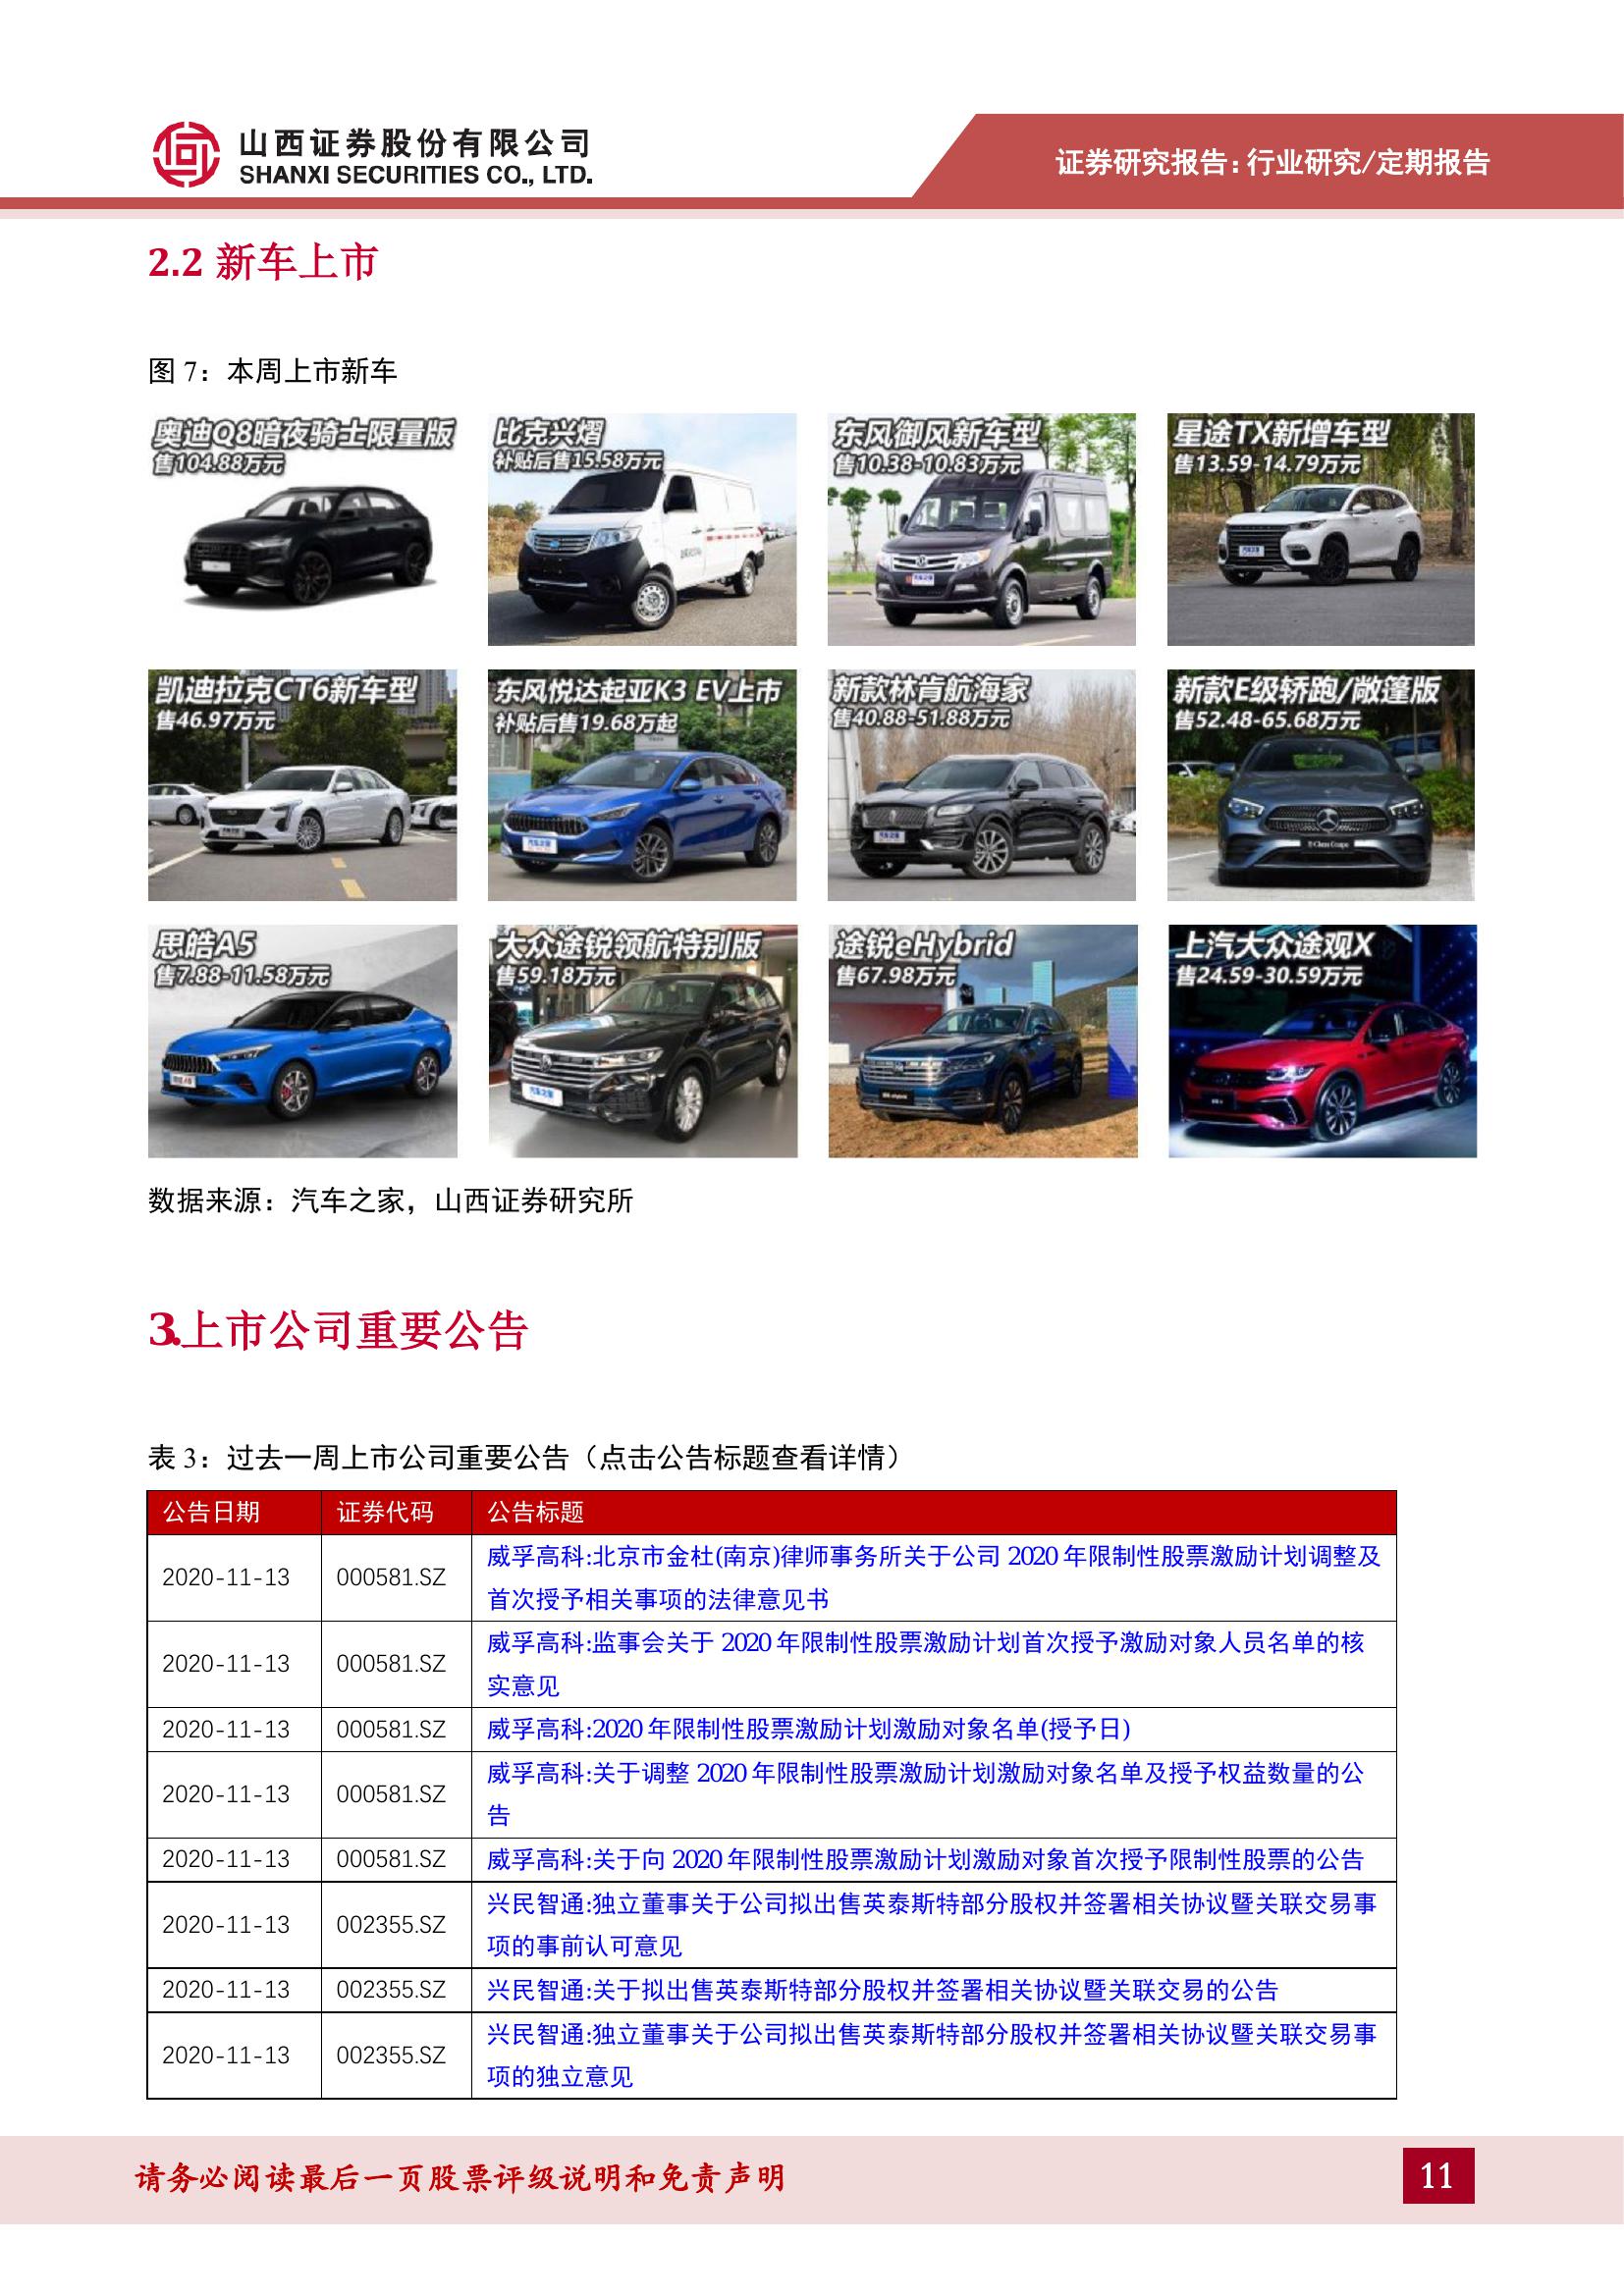 山西证券股份有限公司
SHANXI SECURITIES CO., LTD.
证券研究报告:行业研究/定期报告
2.2 新车上市
图 7：本周上市新车
奥迪Q8暗夜骑士限量版
售104.88万元
比克兴熠
补贴后售15.58万元
东风御风新车型
售10.38-10.83万元
星途TX新增车型
售13.59-14.79万元
凯迪拉克CT6新车型
售46.97万元
东风悦达起亚K3 EV上市
补贴后售19.68万起
新款林肯航海家
售40.88-51.88万元
新款E级轿跑/敞篷版
售52.48-65.68万元
思皓A5
售7.88-11.58万元
大众途锐领航特别版
售59.18万元
途锐eHybrid
售67.98万元
上汽大众途观X
售24.59-30.59万元
数据来源：汽车之家，山西证券研究所
3.上市公司重要公告
表 3：过去一周上市公司重要公告（点击公告标题查看详情）
公告日期 证券代码 公告标题
2020-11-13 000581.SZ 威孚高科:北京市金杜(南京)律师事务所关于公司 2020 年限制性股票激励计划调整及
首次授予相关事项的法律意见书
2020-11-13 000581.SZ 威孚高科:监事会关于 2020 年限制性股票激励计划首次授予激励对象人员名单的核
实意见
2020-11-13 000581.SZ 威孚高科:2020 年限制性股票激励计划激励对象名单(授予日)
2020-11-13 000581.SZ 威孚高科:关于调整 2020 年限制性股票激励计划激励对象名单及授予权益数量的公
告
2020-11-13 000581.SZ 威孚高科:关于向 2020 年限制性股票激励计划激励对象首次授予限制性股票的公告
2020-11-13 002355.SZ 兴民智通:独立董事关于公司拟出售英泰斯特部分股权并签署相关协议暨关联交易事
项的事前认可意见
2020-11-13 002355.SZ 兴民智通:关于拟出售英泰斯特部分股权并签署相关协议暨关联交易的公告
2020-11-13 002355.SZ 兴民智通:独立董事关于公司拟出售英泰斯特部分股权并签署相关协议暨关联交易事
项的独立意见
请务必阅读最后一页股票评级说明和免责声明
11